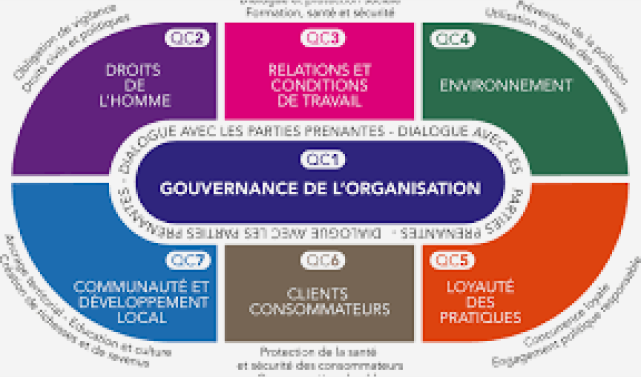 Dialogue et protection sociale
Formation, santé et sécurité
Obligation de vigilance
Droits civils et politiques
Prévention de la pollution
Utilisation durable des ressources
QC2
DROITS
DE
L'HOMME
QC3
RELATIONS ET
CONDITIONS
DE TRAVAIL
QC4
ENVIRONNEMENT
DIALOGUE AVEC LES PARTIES PRENANTES - DIALOGUE AVEC LES PARTIES PRENANTES - DIALOGUE AVEC LES PARTIES PRENANTES -
QC1
GOUVERNANCE DE L'ORGANISATION
QC7
COMMUNAUTÉ ET
DÉVELOPPEMENT
LOCAL
QC6
CLIENTS
CONSOMMATEURS
QC5
LOYAUTÉ
DES
PRATIQUES
Ancrage territorial - Education et culture
Création de richesses et de revenus
Protection de la santé
et sécurité des consommateurs
Concurrence loyale
Engagement politique responsable